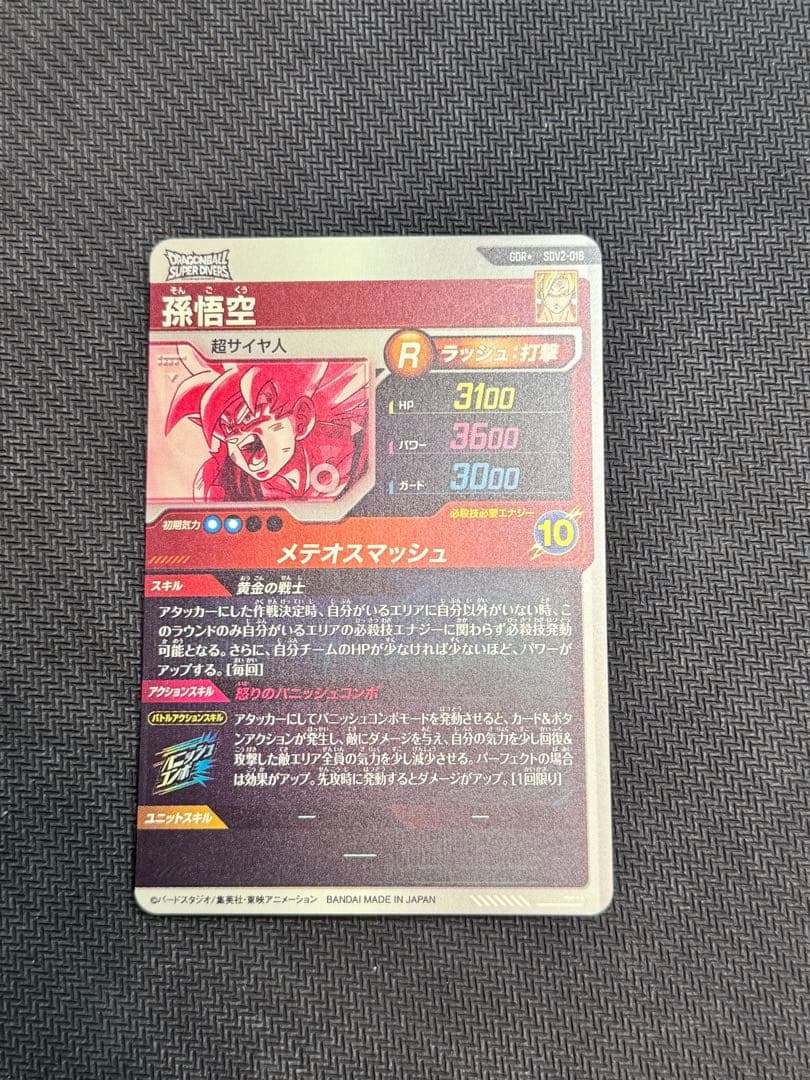 DRAGONBALL
SUPER DIVERS
GDR★ SDV2-018
そん ご くう
孫悟空
超サイヤ人
R ラッシュ:打撃
HP 3100
パワー 3600
ガード 3000
初期気力
必殺技必要エナジー
10
メテオスマッシュ
スキル 黄金の戦士
アタッカーにした作戦決定時、自分がいるエリアに自分以外がいない時、こ
のラウンドのみ自分がいるエリアの必殺技エナジーに関わらず必殺技発動
可能となる。さらに、自分チームのHPが少なければ少ないほど、パワーが
アップする。[毎回]
アクションスキル 怒りのバニッシュコンボ
バトルアクションスキル
バニッシュ
コンボ
アタッカーにしてバニッシュコンボモードを発動させると、カード&ボタ
ンアクションが発生し、敵にダメージを与え、自分の気力を少し回復&
攻撃した敵エリア全員の気力を少し減少させる。パーフェクトの場合
は効果がアップ。先攻時に発動するとダメージがアップ。[1回限り]
ユニットスキル ー ー
ー
©バードスタジオ/集英社・東映アニメーション BANDAI MADE IN JAPAN